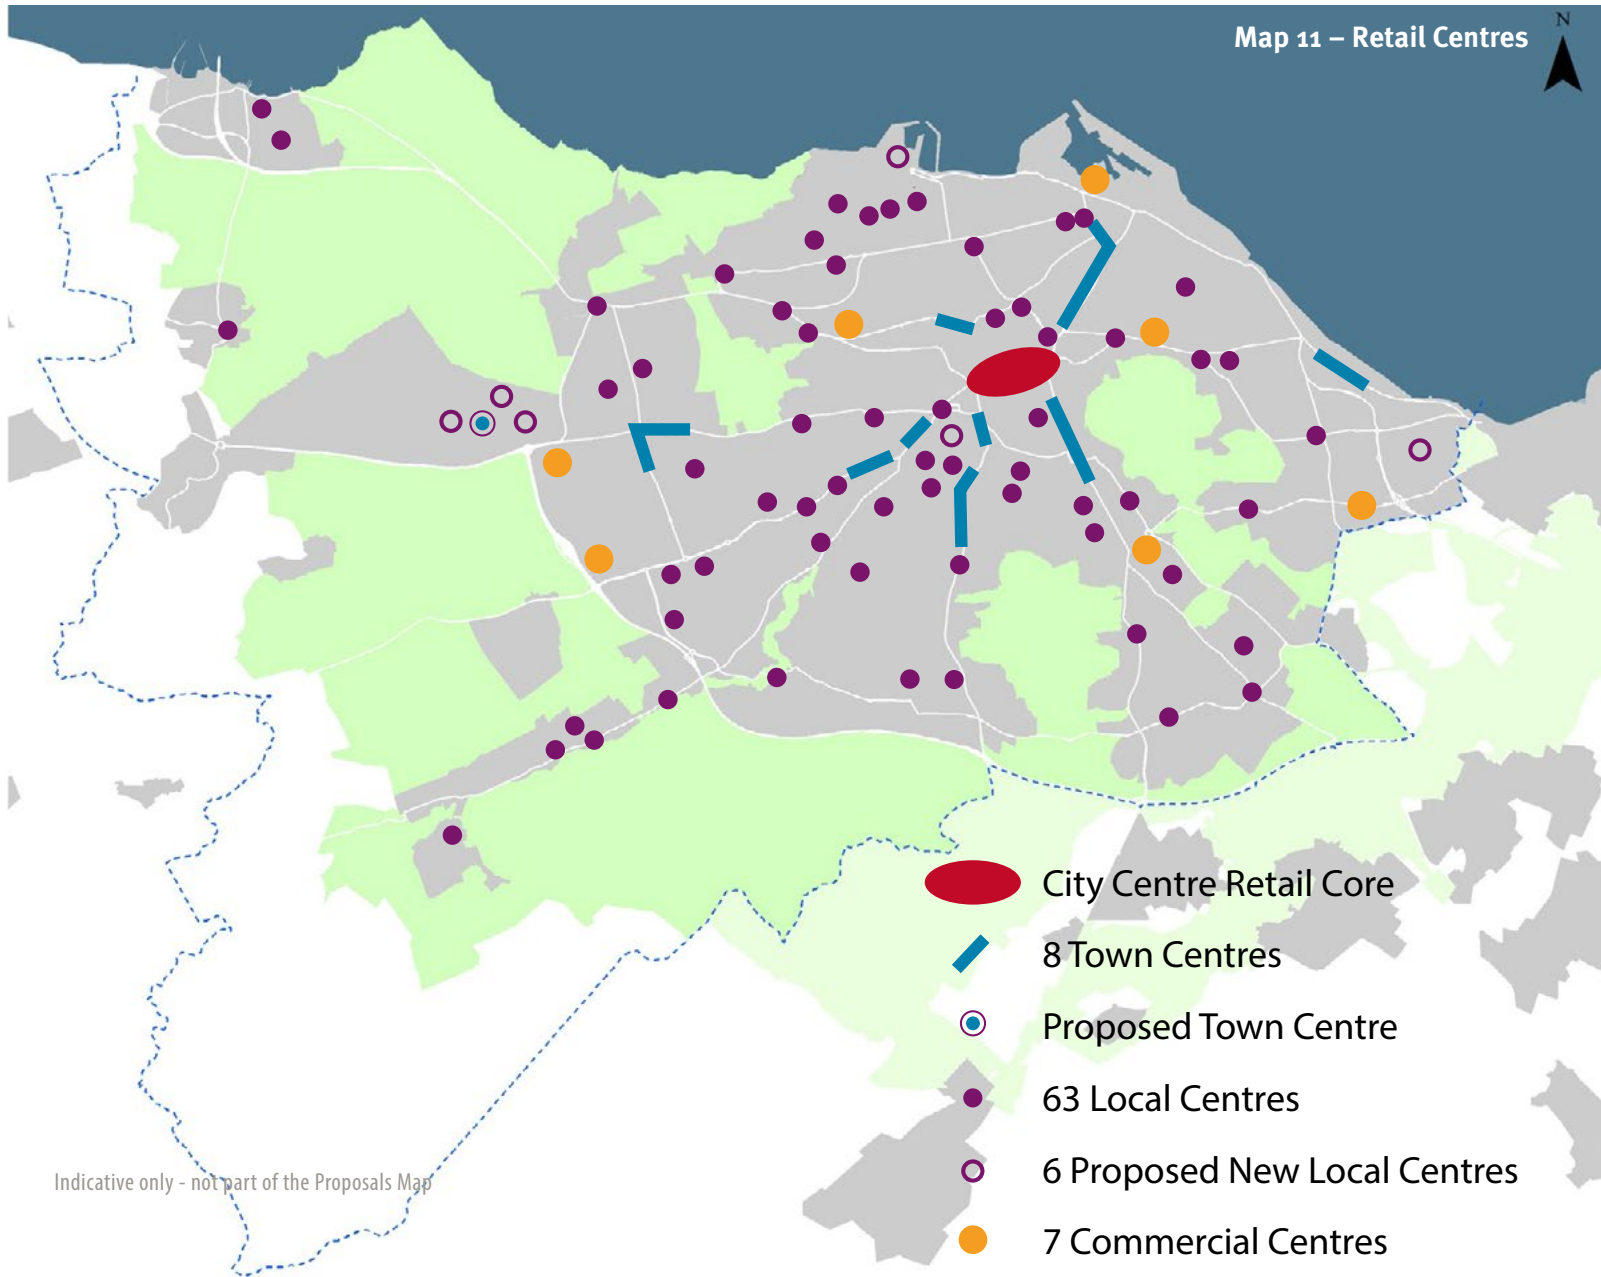 Map 11 – Retail Centres
N
City Centre Retail Core
8 Town Centres
Proposed Town Centre
63 Local Centres
6 Proposed New Local Centres
7 Commercial Centres
Indicative only - not part of the Proposals Map